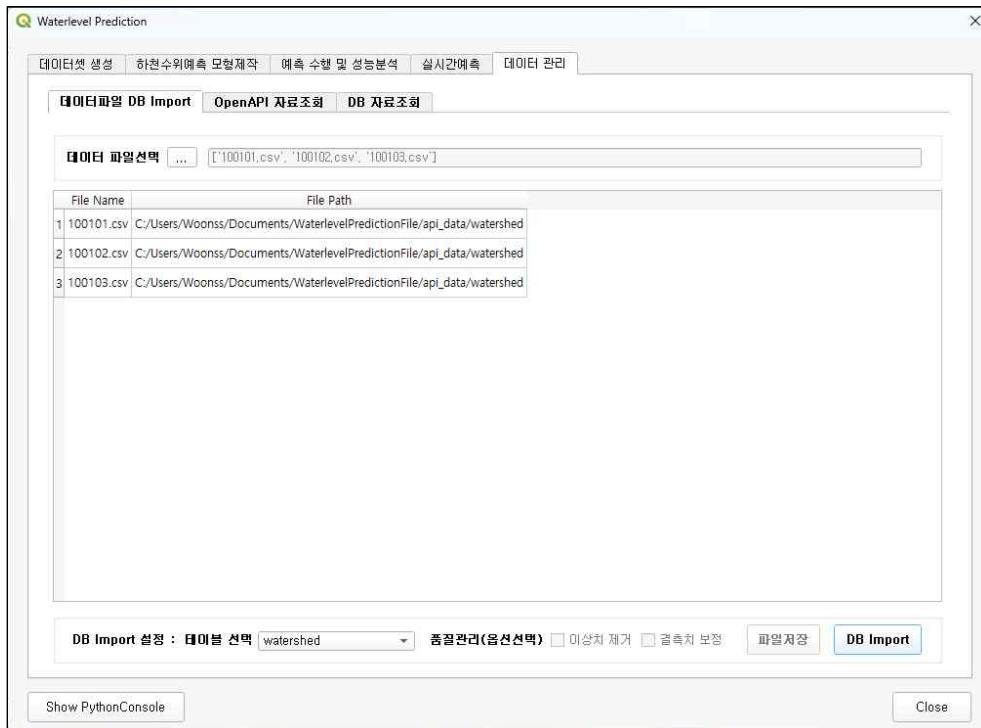 Waterlevel Prediction
데이터셋 생성 하천수위예측 모형제작 예측 수행 및 성능분석 실시간예측 데이터 관리
데이터파일 DB Import OpenAPI 자료조회 DB 자료조회
데이터 파일선택 ... ['100101.csv', '100102.csv', '100103.csv']
File Name File Path
1 100101.csv C:/Users/Woonss/Documents/WaterlevelPredictionFile/api_data/watershed
2 100102.csv C:/Users/Woonss/Documents/WaterlevelPredictionFile/api_data/watershed
3 100103.csv C:/Users/Woonss/Documents/WaterlevelPredictionFile/api_data/watershed
DB Import 설정 : 테이블 선택 watershed 품질관리(옵션선택) 이상치 제거 결측치 보정 파일저장 DB Import
Show PythonConsole Close